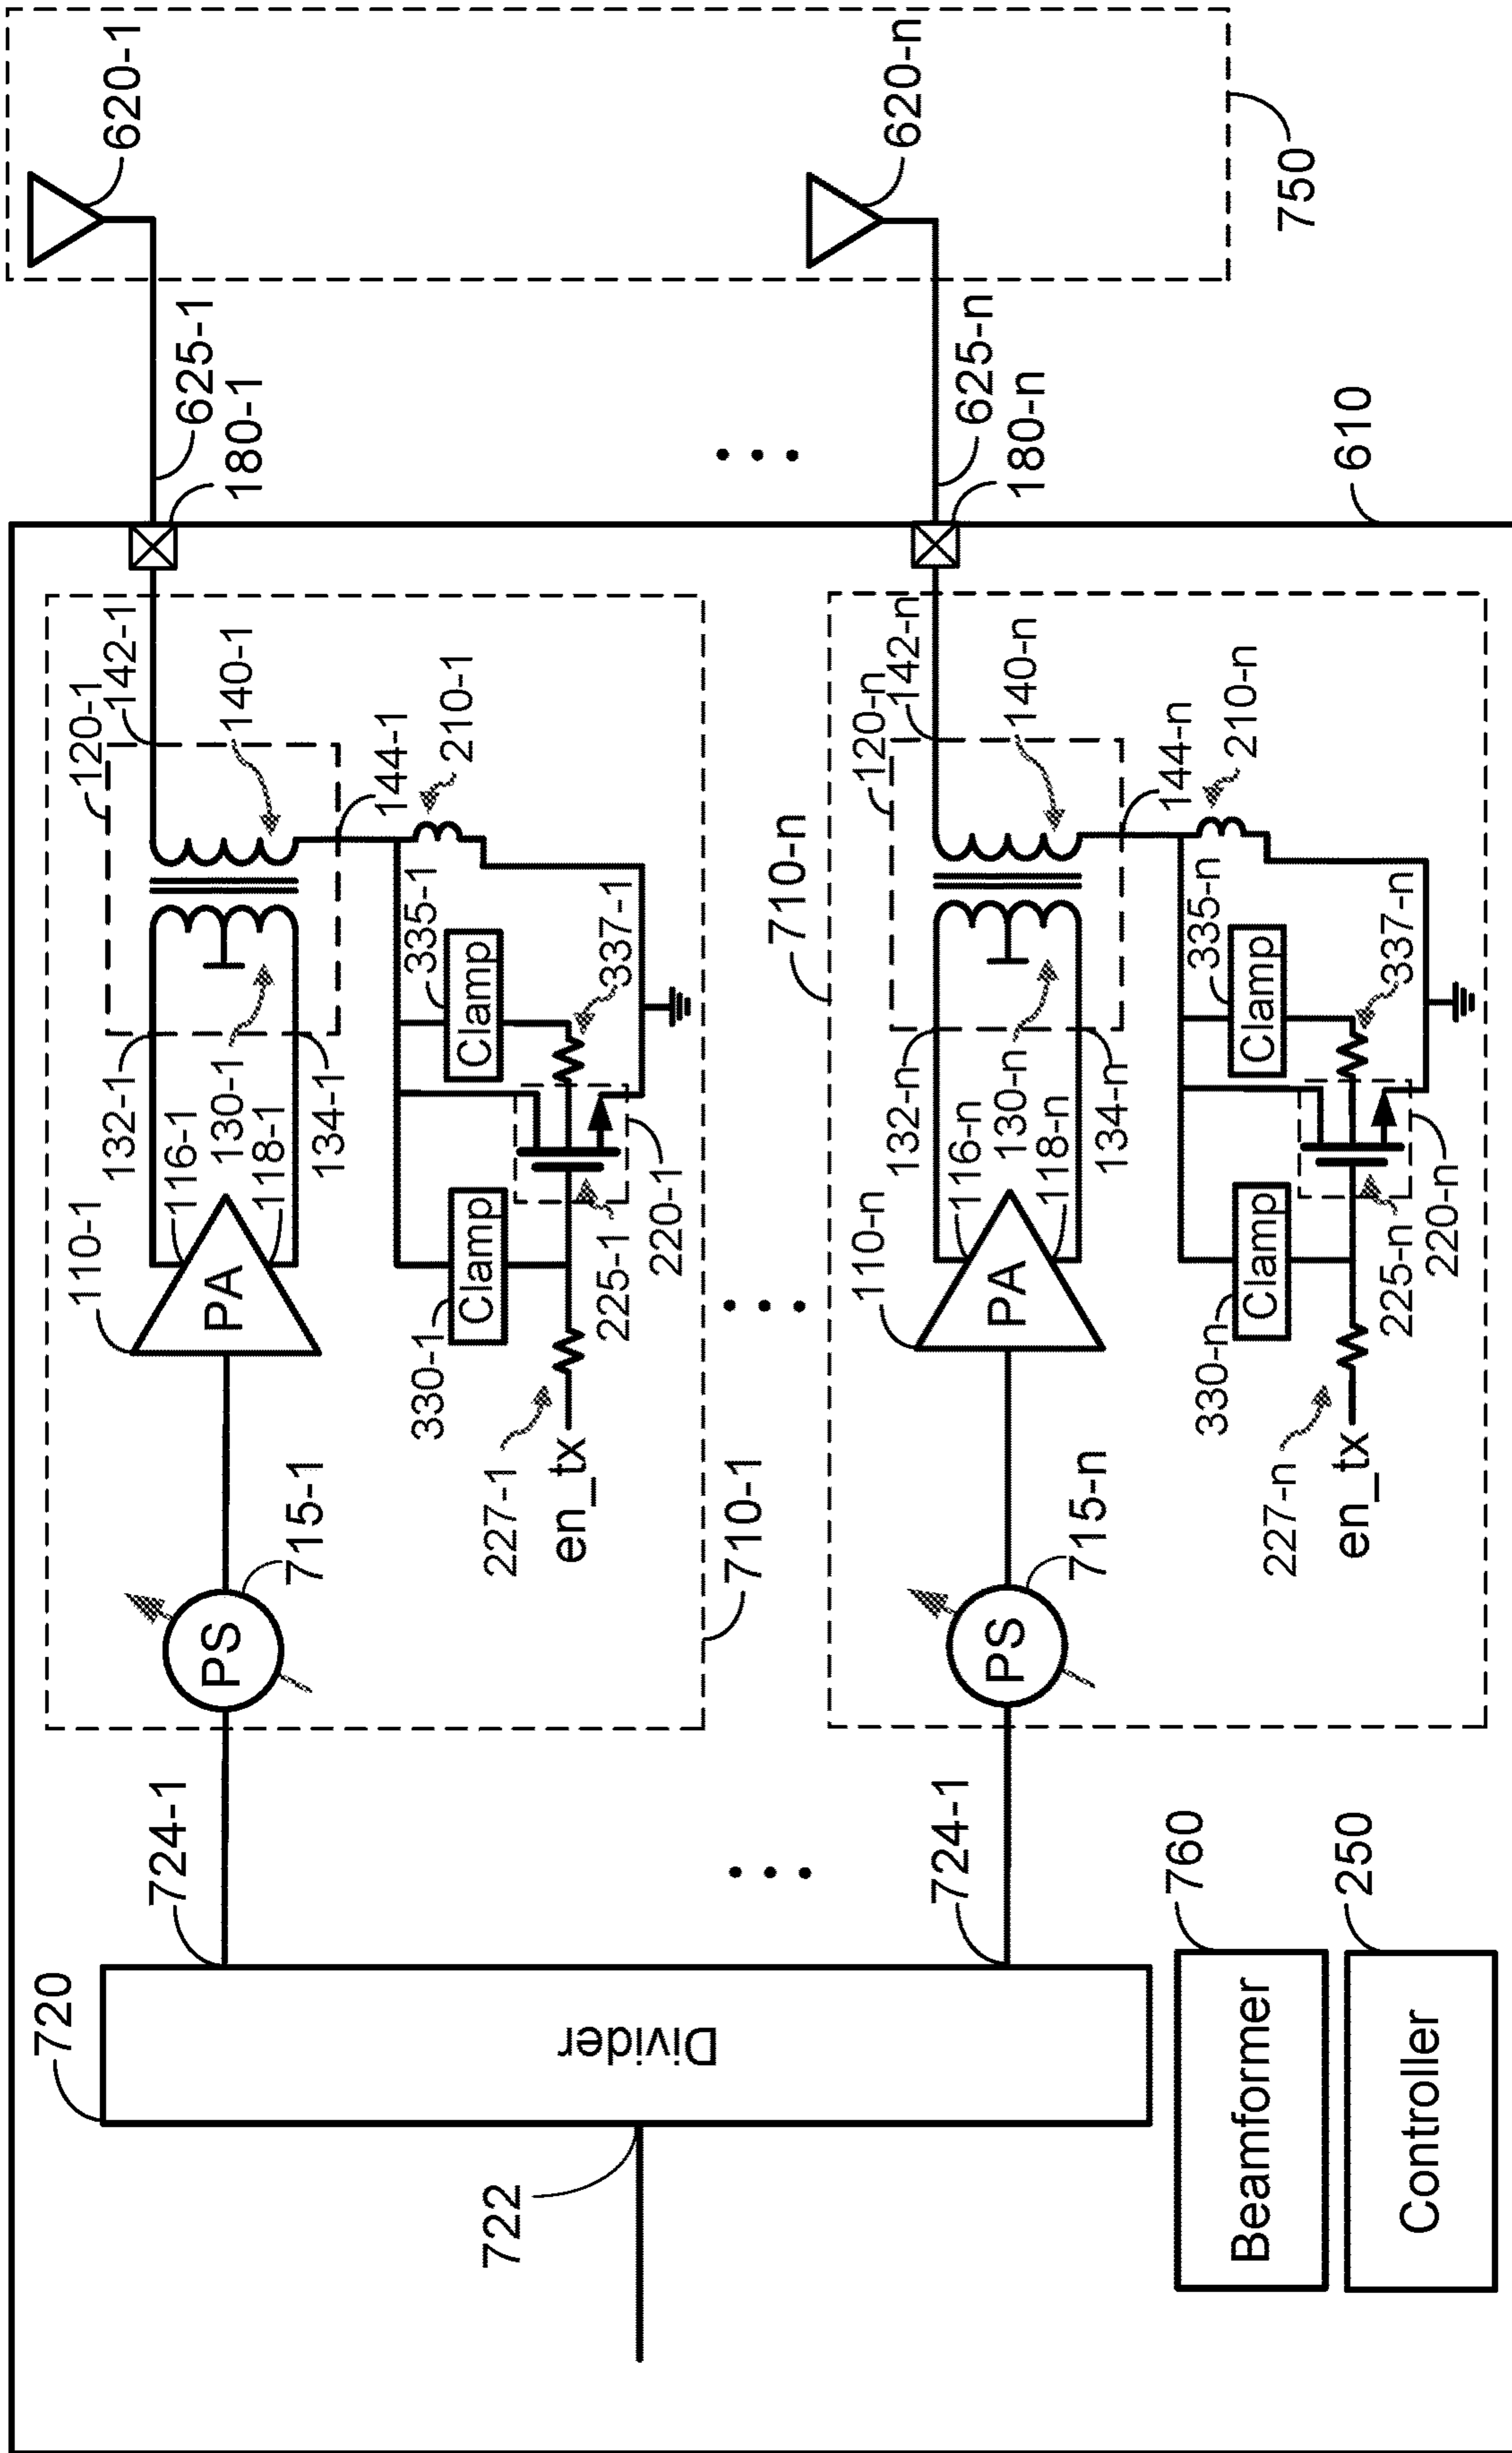 720
722
Divider
724-1
724-1
Beamformer
760
Controller
250
PS
715-1
710-1
110-1
PA
116-1
118-1
132-1
134-1
130-1
120-1
142-1
140-1
144-1
210-1
330-1
Clamp
335-1
Clamp
337-1
227-1
en_tx
225-1
220-1
180-1
625-1
620-1
PS
715-n
710-n
110-n
PA
116-n
118-n
132-n
134-n
130-n
120-n
142-n
140-n
144-n
210-n
330-n
Clamp
335-n
Clamp
337-n
227-n
en_tx
225-n
220-n
180-n
625-n
620-n
750
610